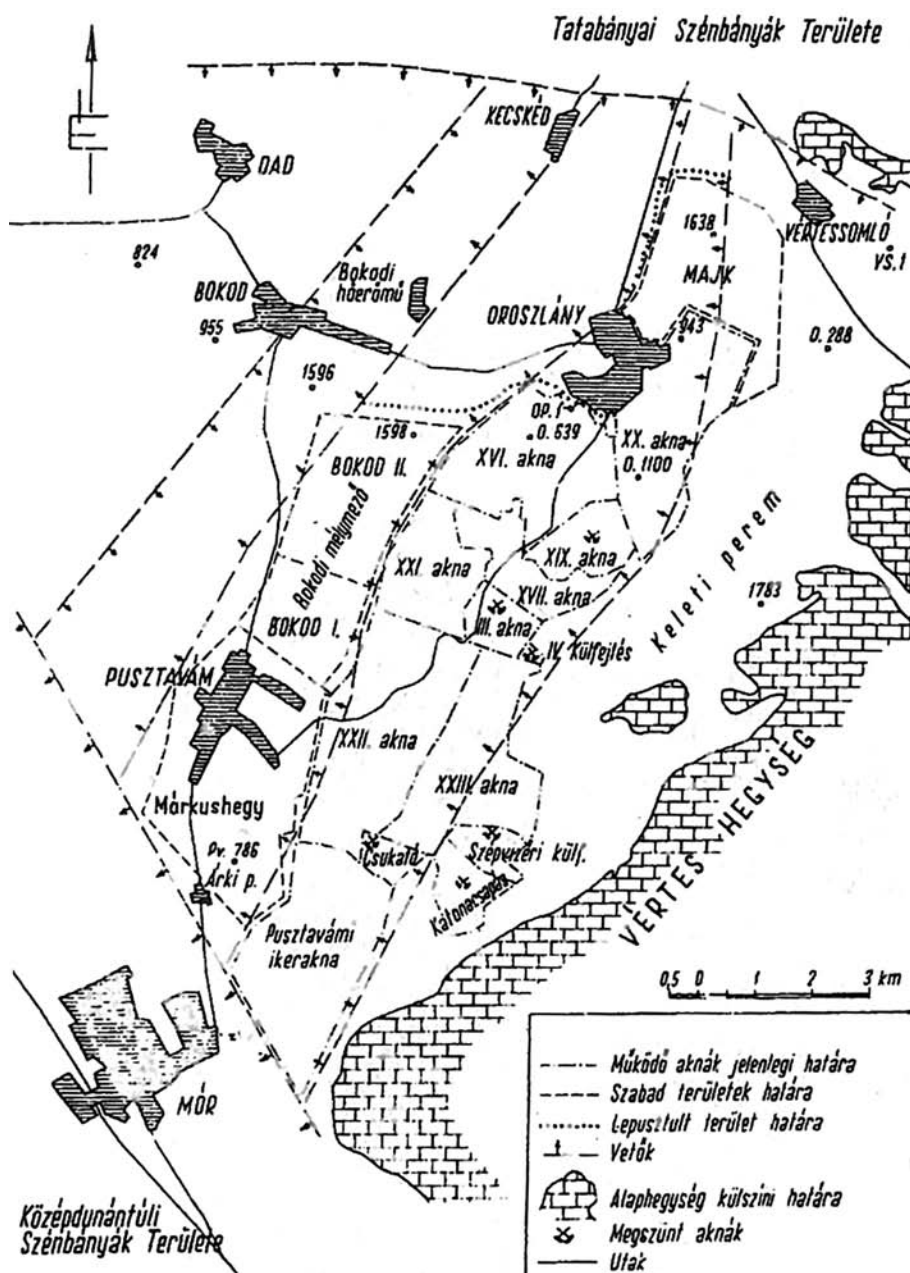 Tatabányai Szénbányák Területe
KECSKÉD
DAD
VÉRTESSOMLÓ
VS.1
824
1638
MAJK
BOKOD
Bokodi
hőerőmű
OROSZLÁNY
943
O. 288
955
1596
OP. 1
O. 639
1598
XVI. akna
XX. akna
O. 1100
BOKOD II.
Bokodi mélymező
XXI. akna
XIX. akna
XVII. akna
Keleti perem
1783
BOKOD I.
III. akna
IV. Külfejtés
PUSZTAVÁM
XXII. akna
XXIII. akna
VÉRTES HEGYSÉG
Márkushegy
Pv. 786
Árki p.
Csukató
Szépvizéri külf.
Katonacsapás
Pusztavámi
ikerakna
0,5 0 1 2 3 km
MÓR
Működő aknák jelenlegi határa
Szabad területek határa
Lepusztult terület határa
Vetők
Alaphegység külszíni határa
Megszünt aknák
Utak
Középdunántúli
Szénbányák Területe